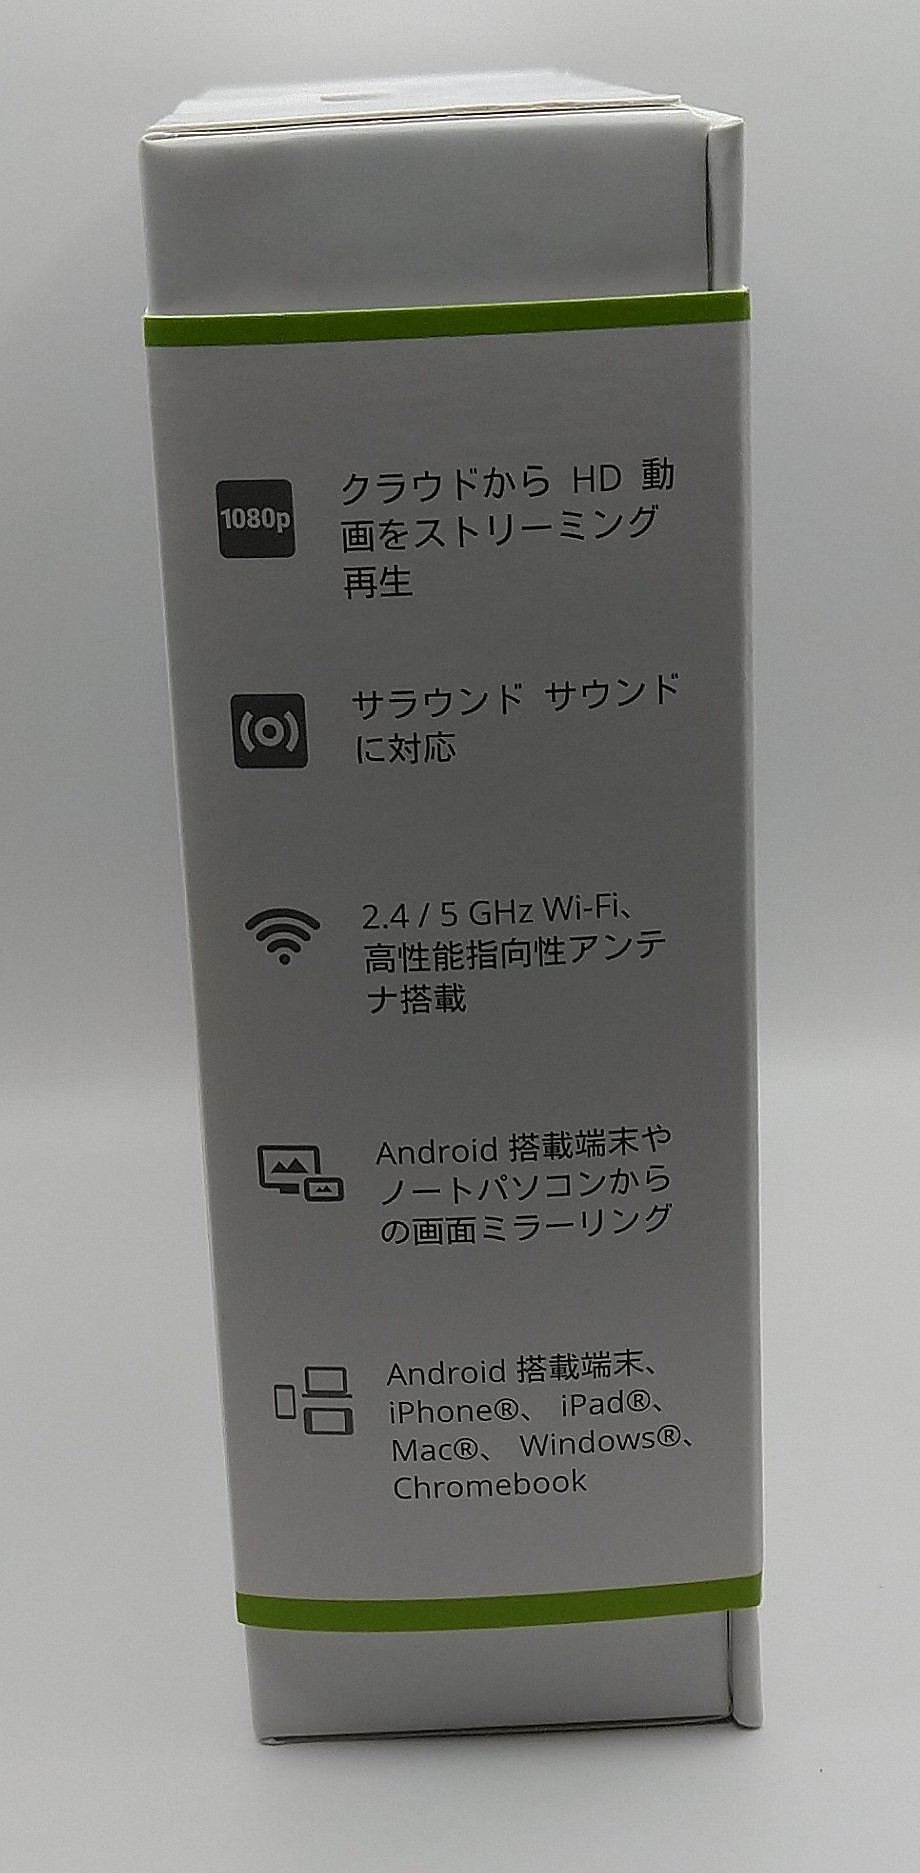 1080p
クラウドから HD 動
画をストリーミング
再生
サラウンド サウンド
に対応
2.4 / 5 GHz Wi-Fi、
高性能指向性アンテ
ナ搭載
Android 搭載端末や
ノートパソコンから
の画面ミラーリング
Android 搭載端末、
iPhone®、 iPad®、
Mac®、 Windows®、
Chromebook